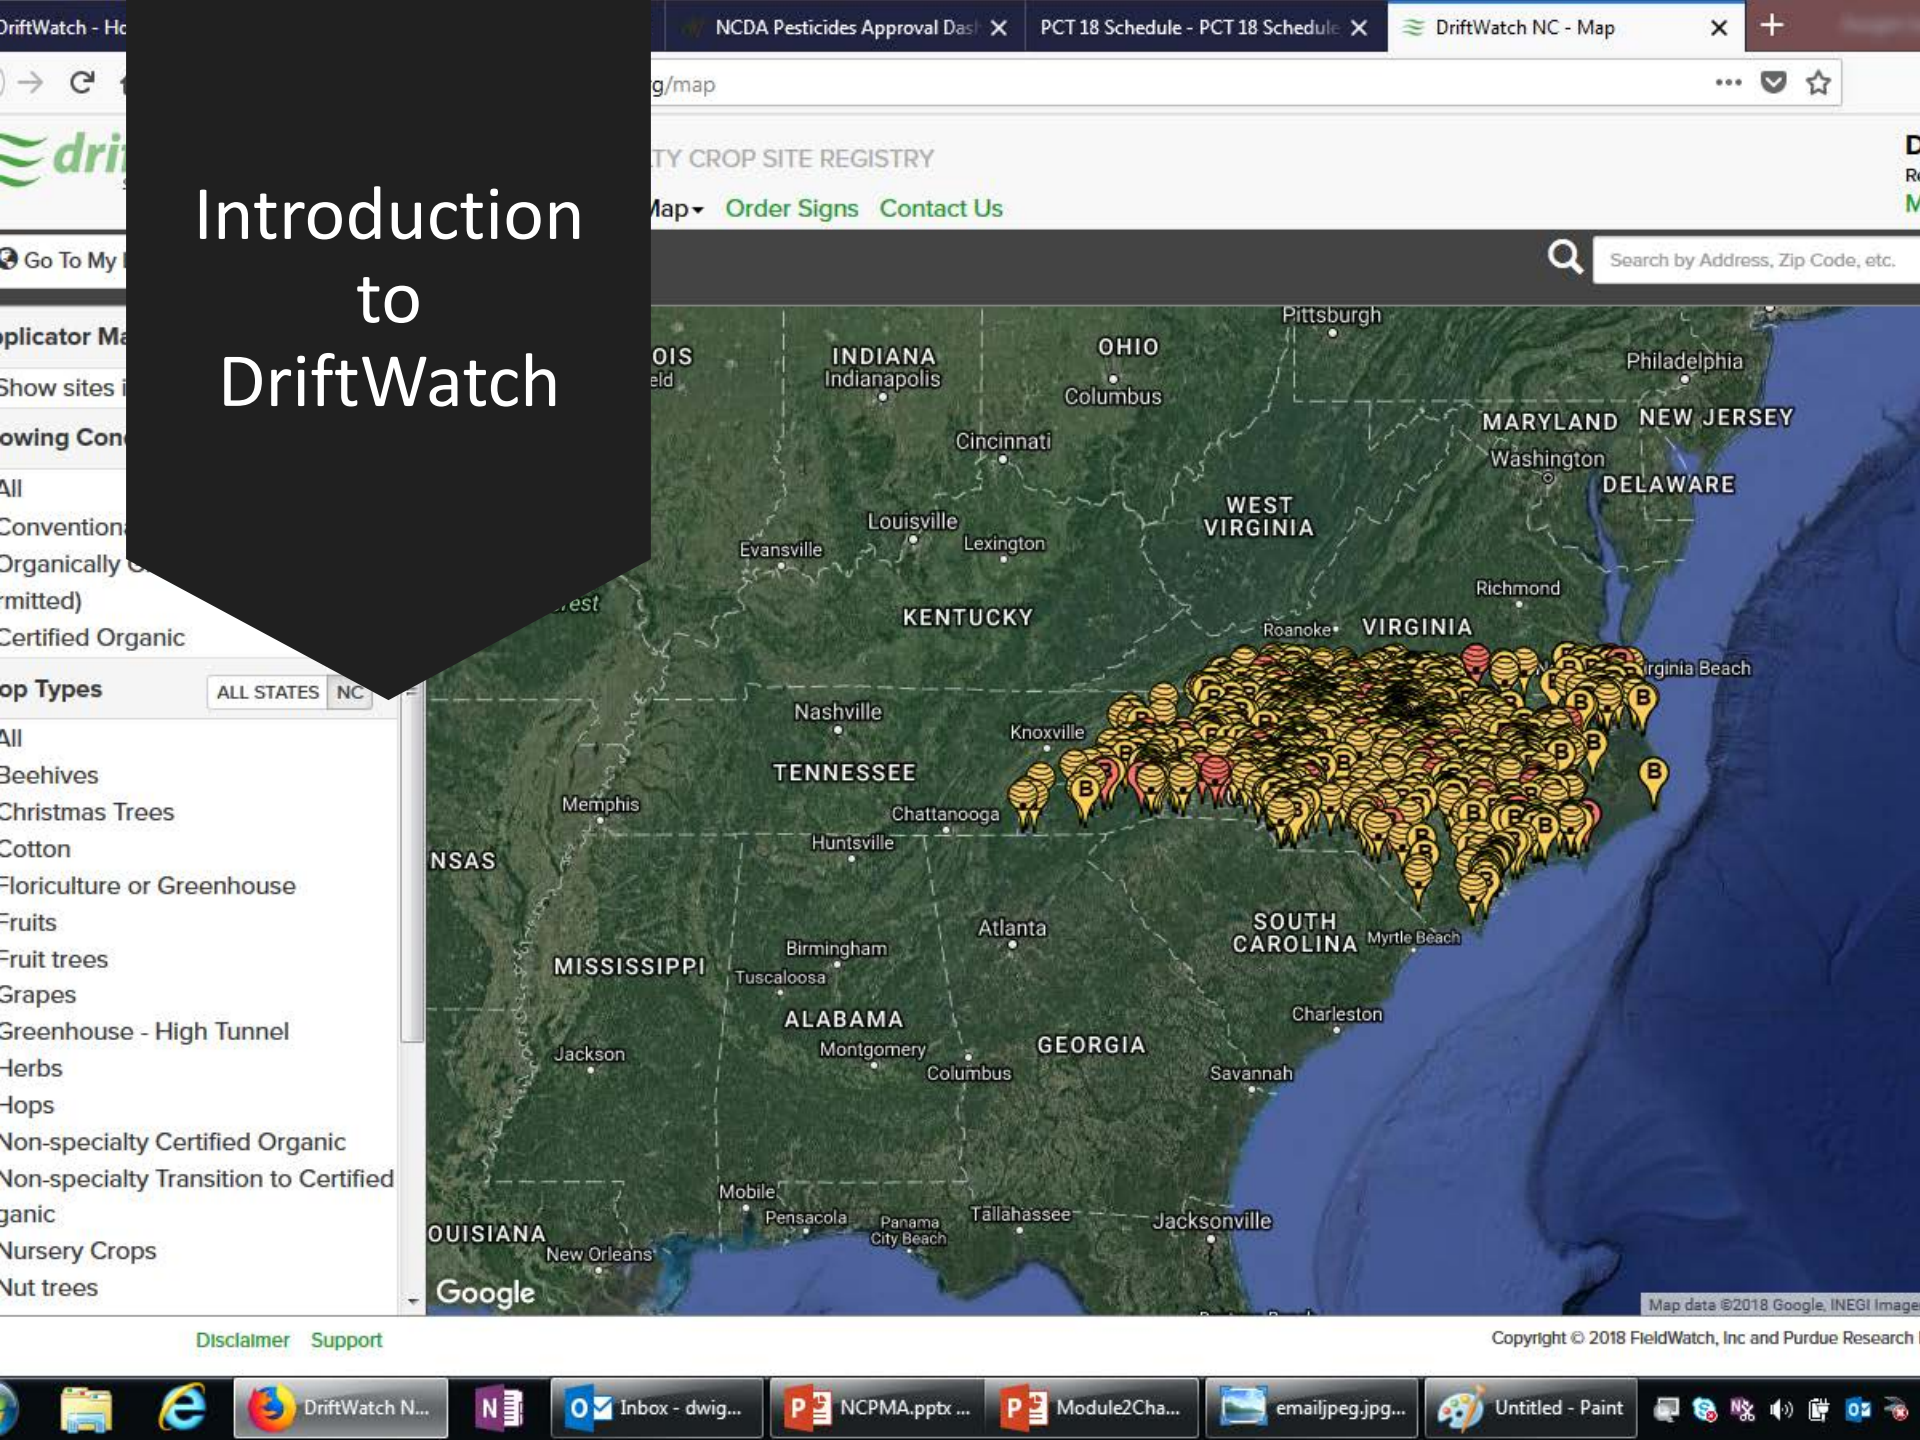 DriftWatch - Ho
NCDA Pesticides Approval Das
PCT 18 Schedule - PCT 18 Schedule
DriftWatch NC - Map
g/map
drif
TY CROP SITE REGISTRY
Map
Order Signs
Contact Us
Introduction
to
DriftWatch
Go To My
Search by Address, Zip Code, etc.
pplicator Ma
Show sites i
owing Con
All
Conventiona
Organically
rmitted)
Certified Organic
op Types
ALL STATES
NC
All
Beehives
Christmas Trees
Cotton
Floriculture or Greenhouse
Fruits
Fruit trees
Grapes
Greenhouse - High Tunnel
Herbs
Hops
Non-specialty Certified Organic
Non-specialty Transition to Certified
ganic
Nursery Crops
Nut trees
Pittsburgh
OIS
eld
INDIANA
Indianapolis
OHIO
Columbus
Philadelphia
MARYLAND
NEW JERSEY
Cincinnati
Washington
DELAWARE
WEST
VIRGINIA
Louisville
Lexington
Evansville
Richmond
rest
KENTUCKY
Roanoke
VIRGINIA
rginia Beach
Nashville
Knoxville
TENNESSEE
Memphis
Chattanooga
Huntsville
NSAS
Atlanta
SOUTH
CAROLINA
Myrtle Beach
Birmingham
MISSISSIPPI
Tuscaloosa
ALABAMA
Charleston
Montgomery
GEORGIA
Jackson
Columbus
Savannah
Mobile
Pensacola
Panama
City Beach
Tallahassee
Jacksonville
OUISIANA
New Orleans
Google
Map data ©2018 Google, INEGI Image
Disclaimer
Support
Copyright © 2018 FieldWatch, Inc and Purdue Research
DriftWatch N...
Inbox - dwig...
NCPMA.pptx ...
Module2Cha...
emailjpeg.jpg...
Untitled - Paint